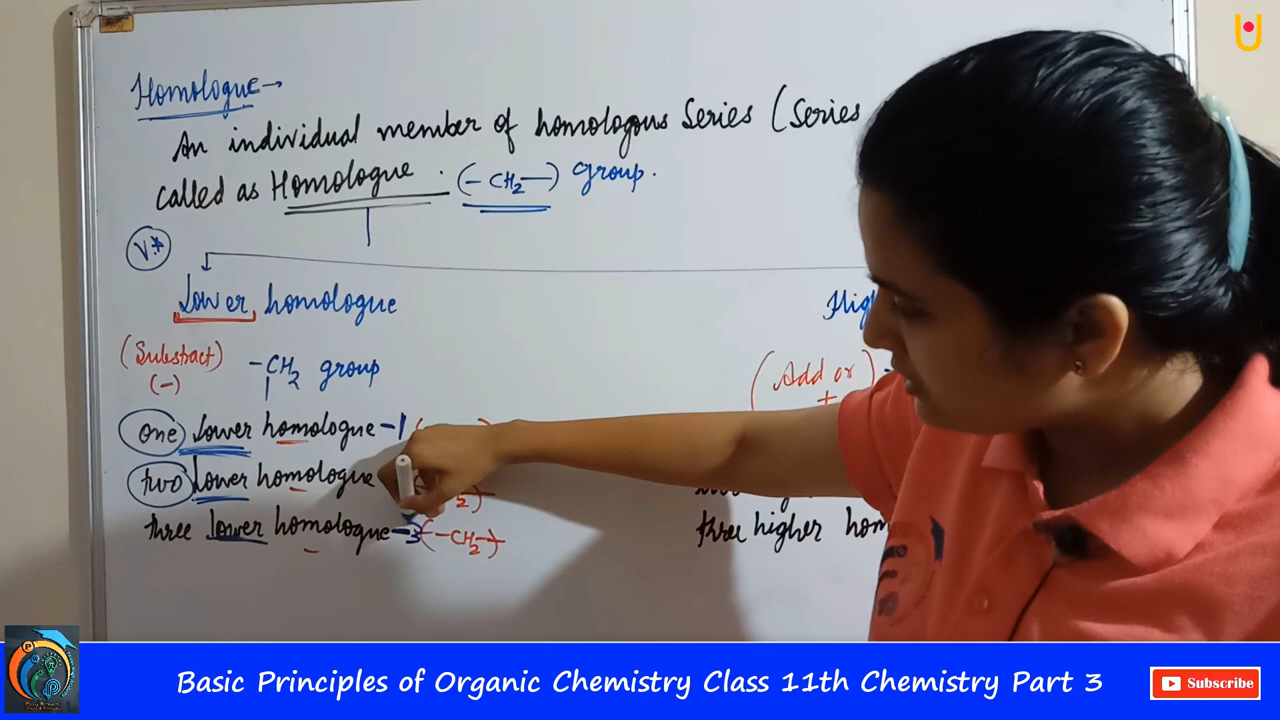 Homologue →
An individual member of homologous Series (Series
called as Homologue. (-CH₂-) group.
V*
Lower homologue
(Substract) -CH₂ group
(-)
(Add or
+
one lower homologue -1
two lower homologue
three lower homologue -3(-CH₂-)
three higher hom
Basic Principles of Organic Chemistry Class 11th Chemistry Part 3
Subscribe